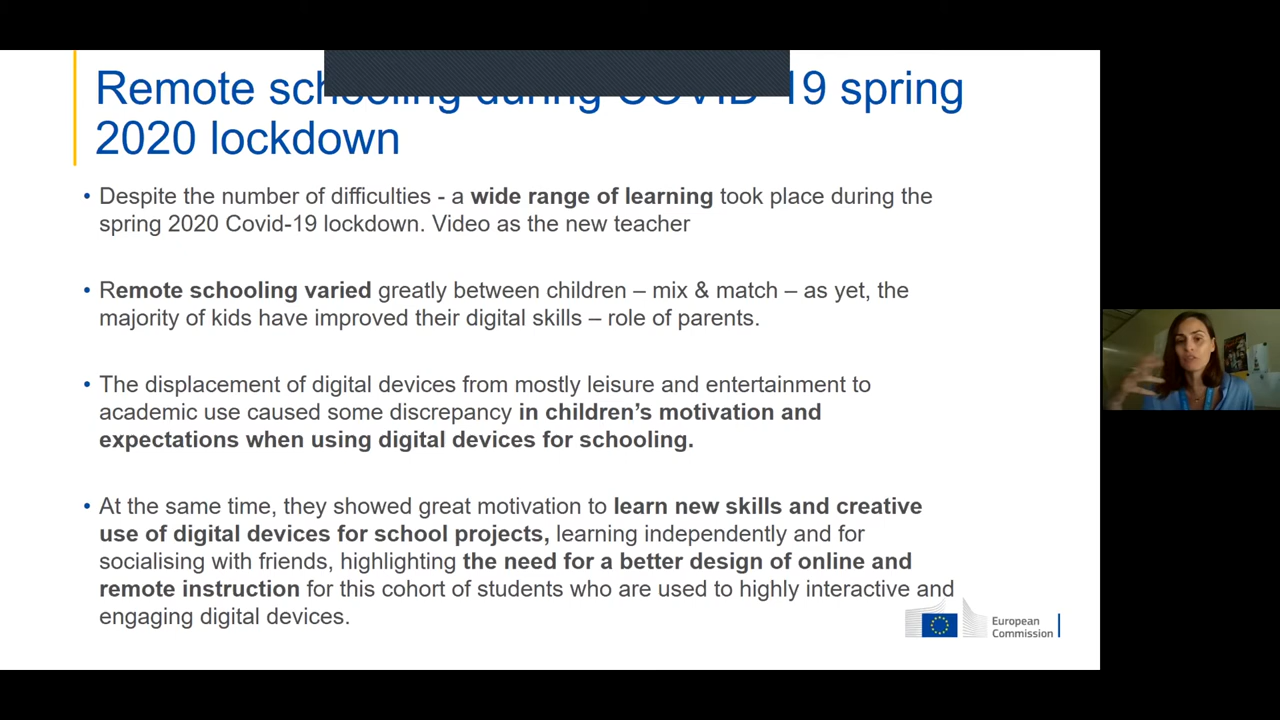 Remote schooling during COVID-19 spring
2020 lockdown
• Despite the number of difficulties - a wide range of learning took place during the
spring 2020 Covid-19 lockdown. Video as the new teacher
• Remote schooling varied greatly between children – mix & match – as yet, the
majority of kids have improved their digital skills – role of parents.
• The displacement of digital devices from mostly leisure and entertainment to
academic use caused some discrepancy in children’s motivation and
expectations when using digital devices for schooling.
• At the same time, they showed great motivation to learn new skills and creative
use of digital devices for school projects, learning independently and for
socialising with friends, highlighting the need for a better design of online and
remote instruction for this cohort of students who are used to highly interactive and
engaging digital devices.
European
Commission